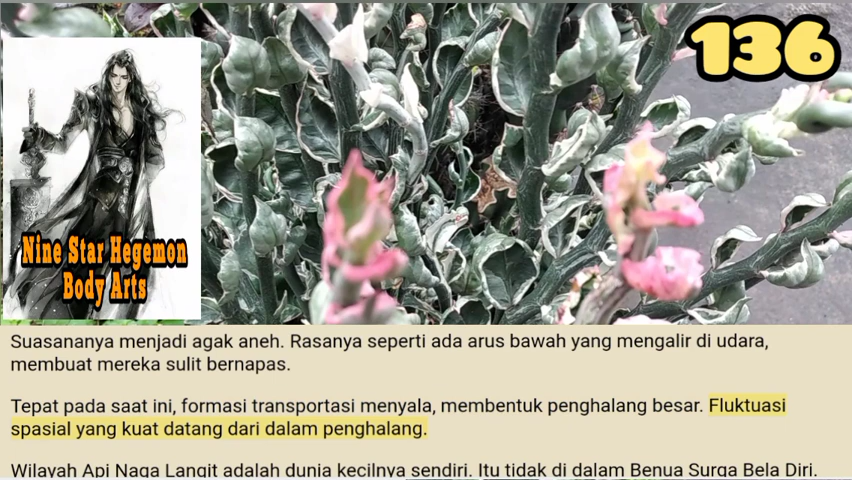 136
Nine Star Hegemon
Body Arts
Suasananya menjadi agak aneh. Rasanya seperti ada arus bawah yang mengalir di udara,
membuat mereka sulit bernapas.
Tepat pada saat ini, formasi transportasi menyala, membentuk penghalang besar. Fluktuasi
spasial yang kuat datang dari dalam penghalang.
Wilayah Api Naga Langit adalah dunia kecilnya sendiri. Itu tidak di dalam Benua Surga Bela Diri.